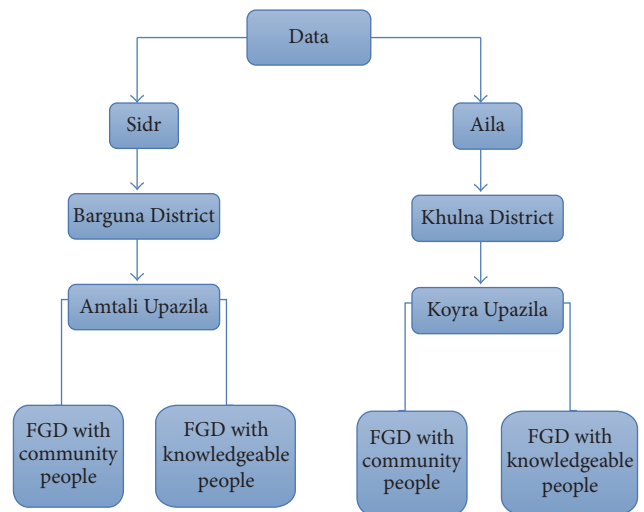 Data
Sidr
Aila
Barguna District
Khulna District
Amtali Upazila
Koyra Upazila
FGD with
community
people
FGD with
knowledgeable
people
FGD with
community
people
FGD with
knowledgeable
people